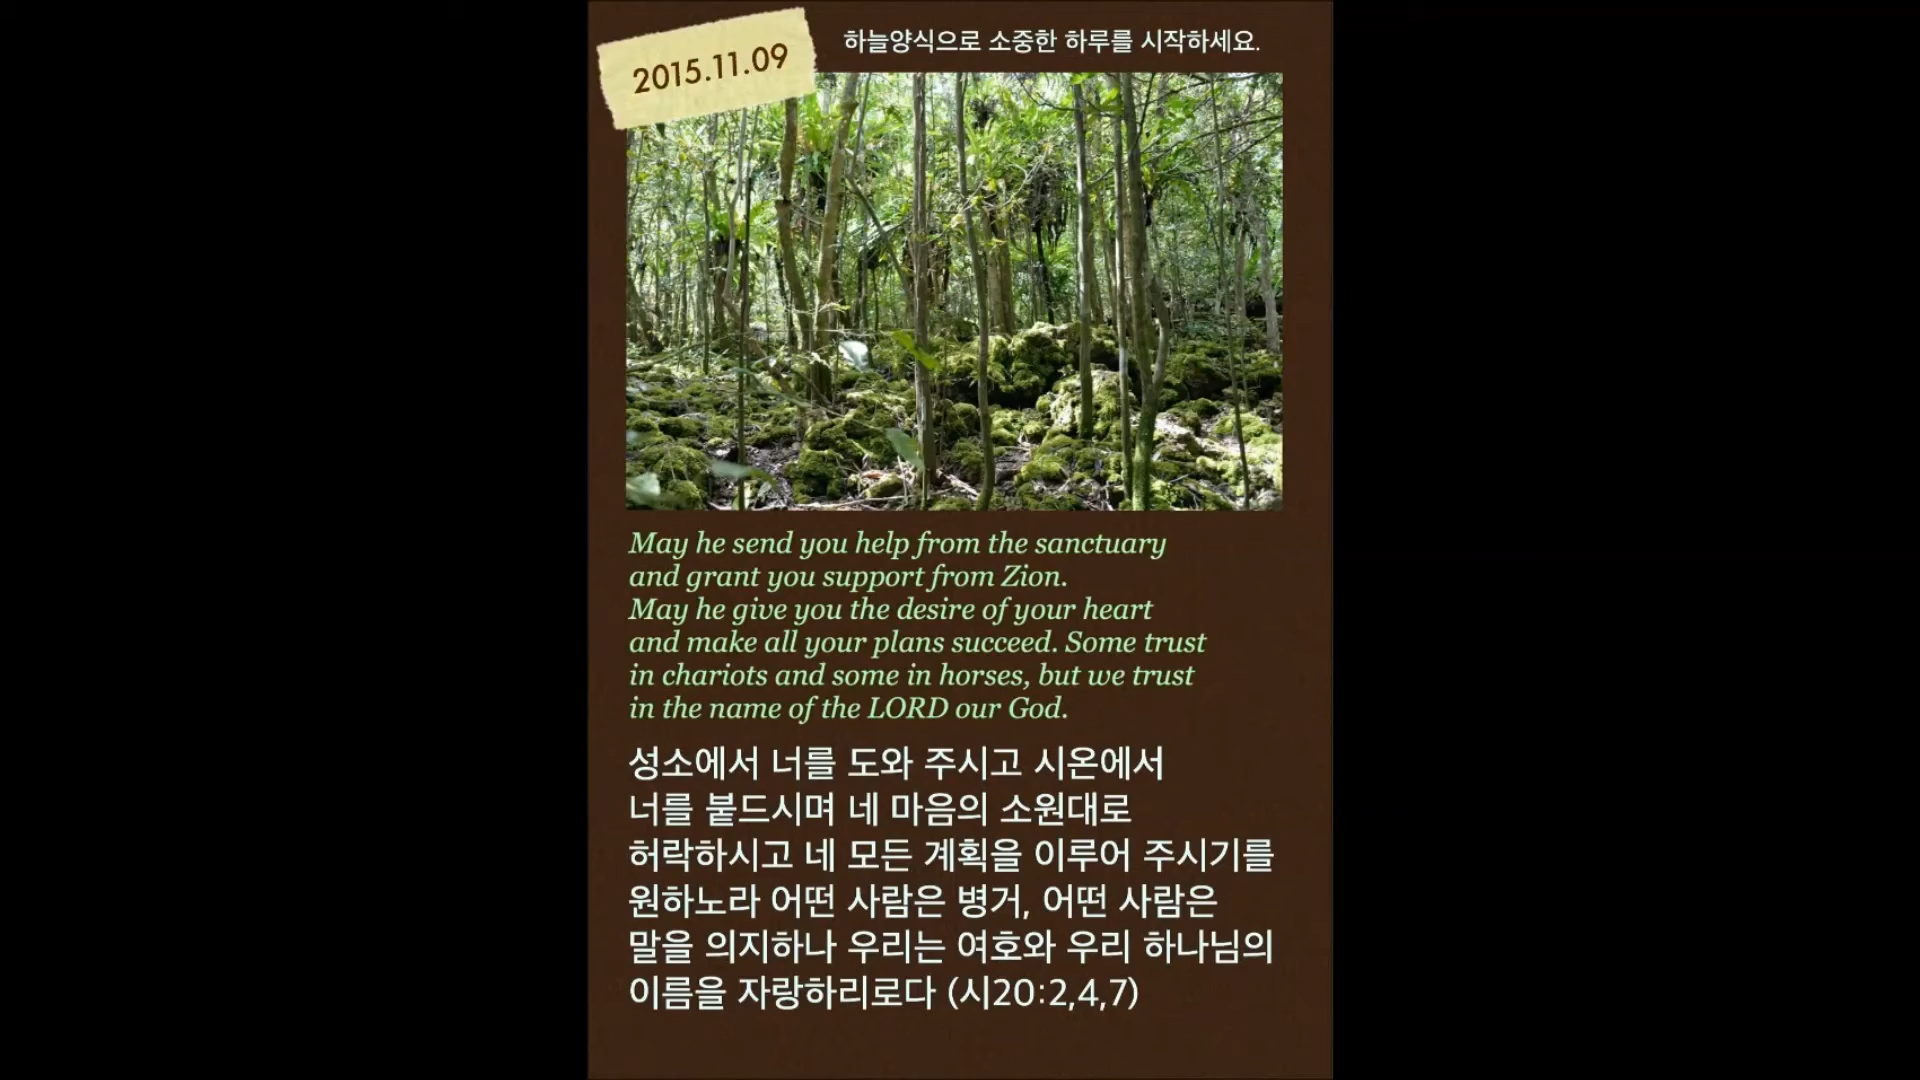 2015.11.09
하늘양식으로 소중한 하루를 시작하세요.
May he send you help from the sanctuary
and grant you support from Zion.
May he give you the desire of your heart
and make all your plans succeed. Some trust
in chariots and some in horses, but we trust
in the name of the LORD our God.
성소에서 너를 도와 주시고 시온에서
너를 붙드시며 네 마음의 소원대로
허락하시고 네 모든 계획을 이루어 주시기를
원하노라 어떤 사람은 병거, 어떤 사람은
말을 의지하나 우리는 여호와 우리 하나님의
이름을 자랑하리로다 (시20:2,4,7)